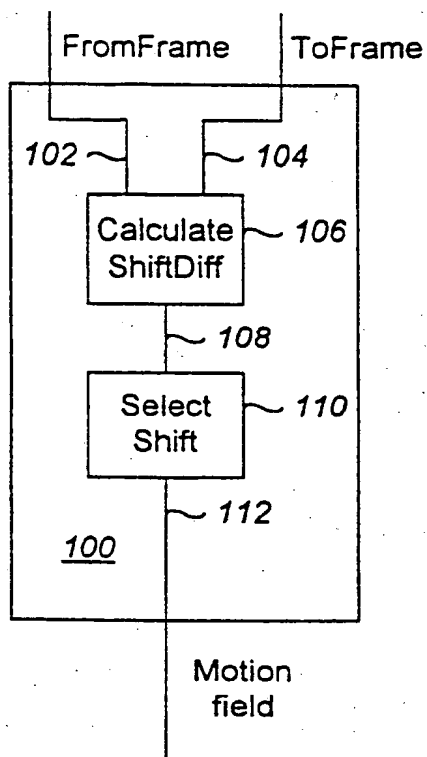 FromFrame
ToFrame
102
104
Calculate
ShiftDiff
106
108
Select
Shift
110
112
100
Motion
field